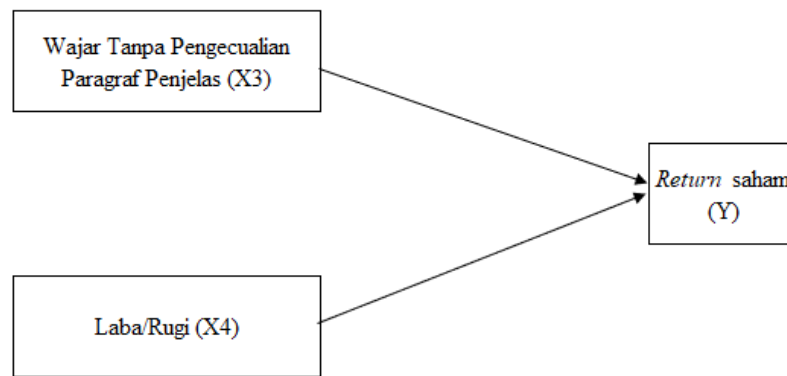 Wajar Tanpa Pengecualian
Paragraf Penjelas (X3)
Return saham
(Y)
Laba/Rugi (X4)